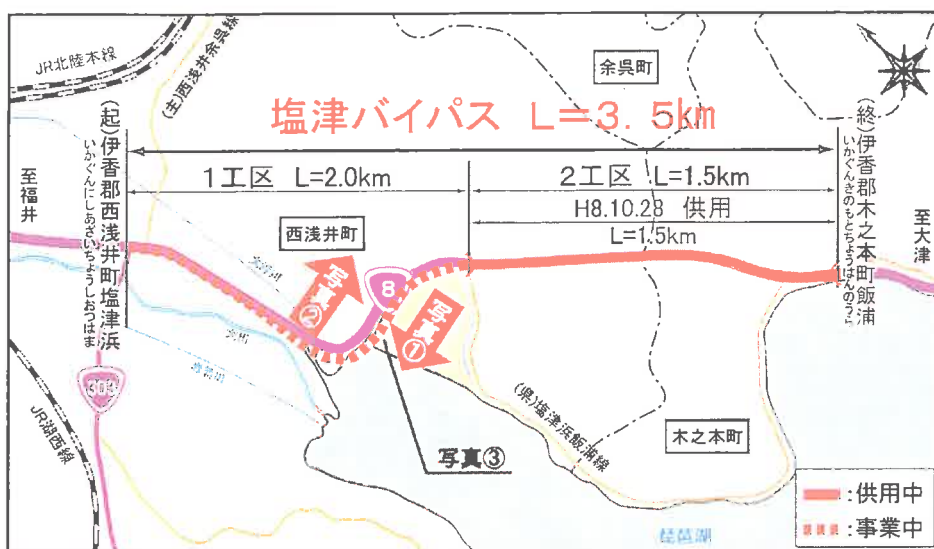 JR北陸本線
(主)西浅井余呉線
余呉町
塩津バイパス L=3.5km
(起)伊香郡西浅井町塩津浜
いかぐんにしあざいちょうしおつはま
(終)伊香郡木之本町飯浦
いかぐんきのもとちょうはんのうら
至福井
至大津
1工区 L=2.0km
2工区 L=1.5km
H8.10.28 供用
L=1.5km
西浅井町
8
写真②
写真①
303
JR湖西線
(県)塩津浜飯浦線
木之本町
写真③
琵琶湖
:供用中
:事業中